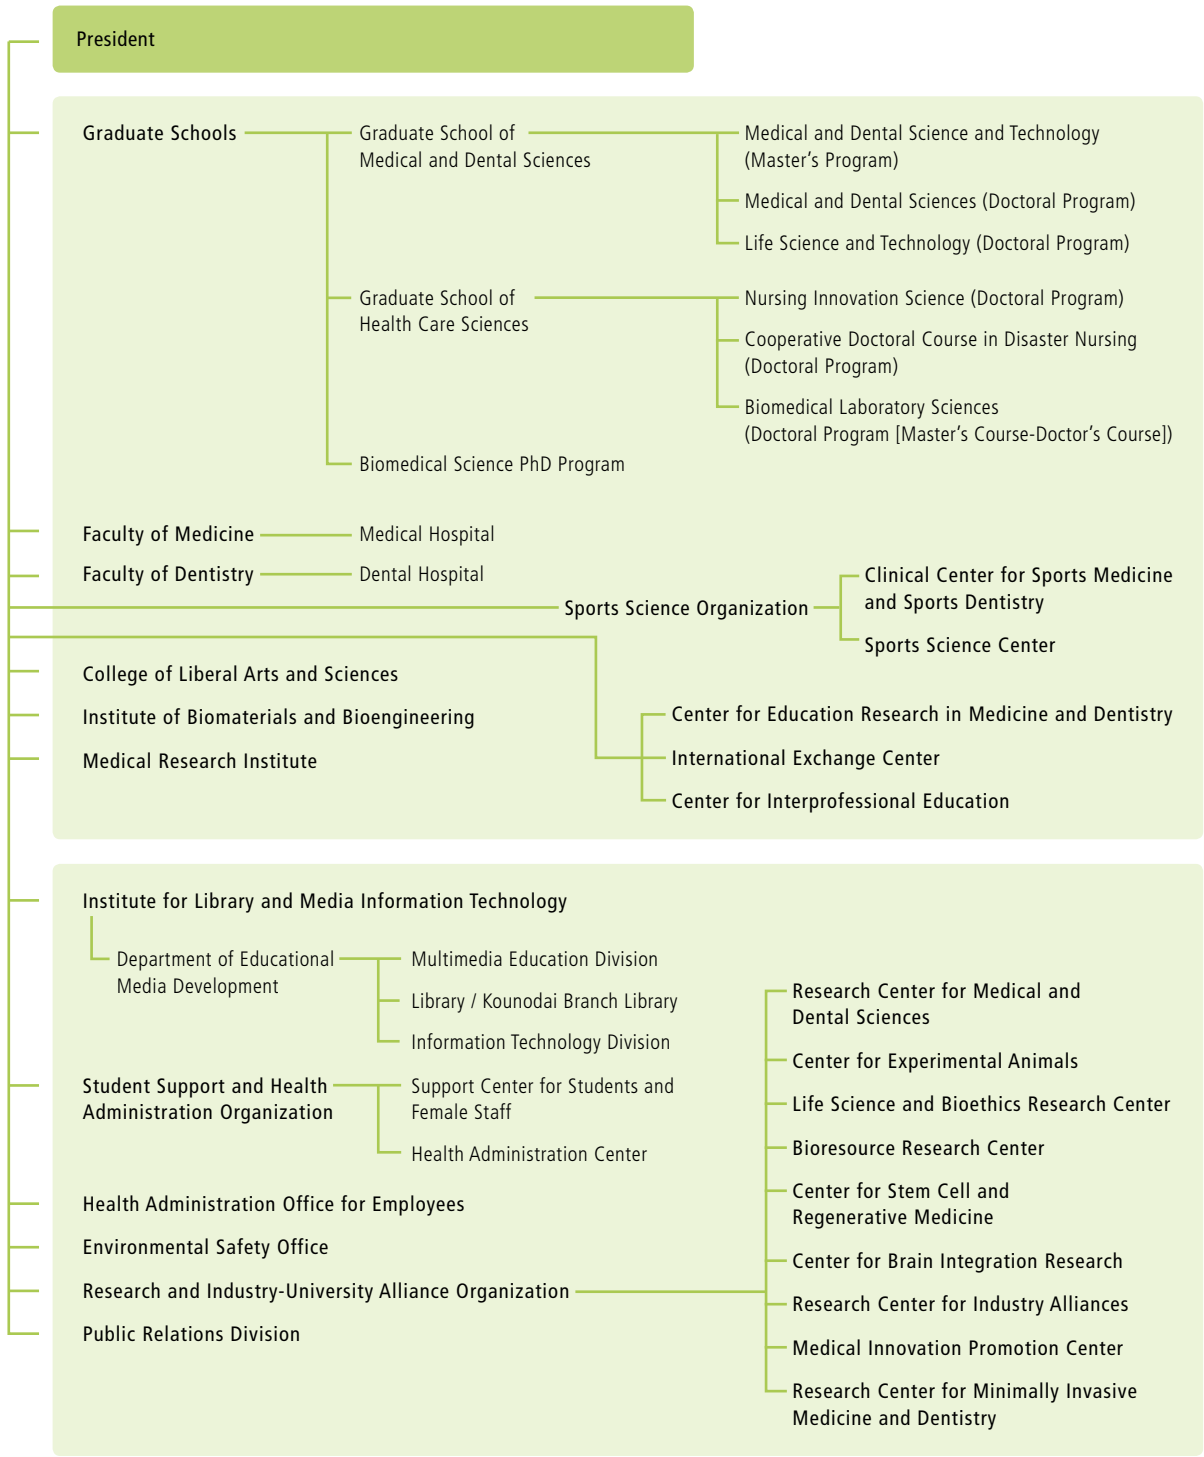 President
Graduate Schools
Graduate School of
Medical and Dental Sciences
Medical and Dental Science and Technology
(Master's Program)
Medical and Dental Sciences (Doctoral Program)
Life Science and Technology (Doctoral Program)
Graduate School of
Health Care Sciences
Nursing Innovation Science (Doctoral Program)
Cooperative Doctoral Course in Disaster Nursing
(Doctoral Program)
Biomedical Laboratory Sciences
(Doctoral Program [Master's Course-Doctor's Course])
Biomedical Science PhD Program
Faculty of Medicine
Medical Hospital
Faculty of Dentistry
Dental Hospital
Sports Science Organization
Clinical Center for Sports Medicine
and Sports Dentistry
Sports Science Center
College of Liberal Arts and Sciences
Institute of Biomaterials and Bioengineering
Medical Research Institute
Center for Education Research in Medicine and Dentistry
International Exchange Center
Center for Interprofessional Education
Institute for Library and Media Information Technology
Department of Educational
Media Development
Multimedia Education Division
Library / Kounodai Branch Library
Information Technology Division
Student Support and Health
Administration Organization
Support Center for Students and
Female Staff
Health Administration Center
Health Administration Office for Employees
Environmental Safety Office
Research and Industry-University Alliance Organization
Public Relations Division
Research Center for Medical and
Dental Sciences
Center for Experimental Animals
Life Science and Bioethics Research Center
Bioresource Research Center
Center for Stem Cell and
Regenerative Medicine
Center for Brain Integration Research
Research Center for Industry Alliances
Medical Innovation Promotion Center
Research Center for Minimally Invasive
Medicine and Dentistry